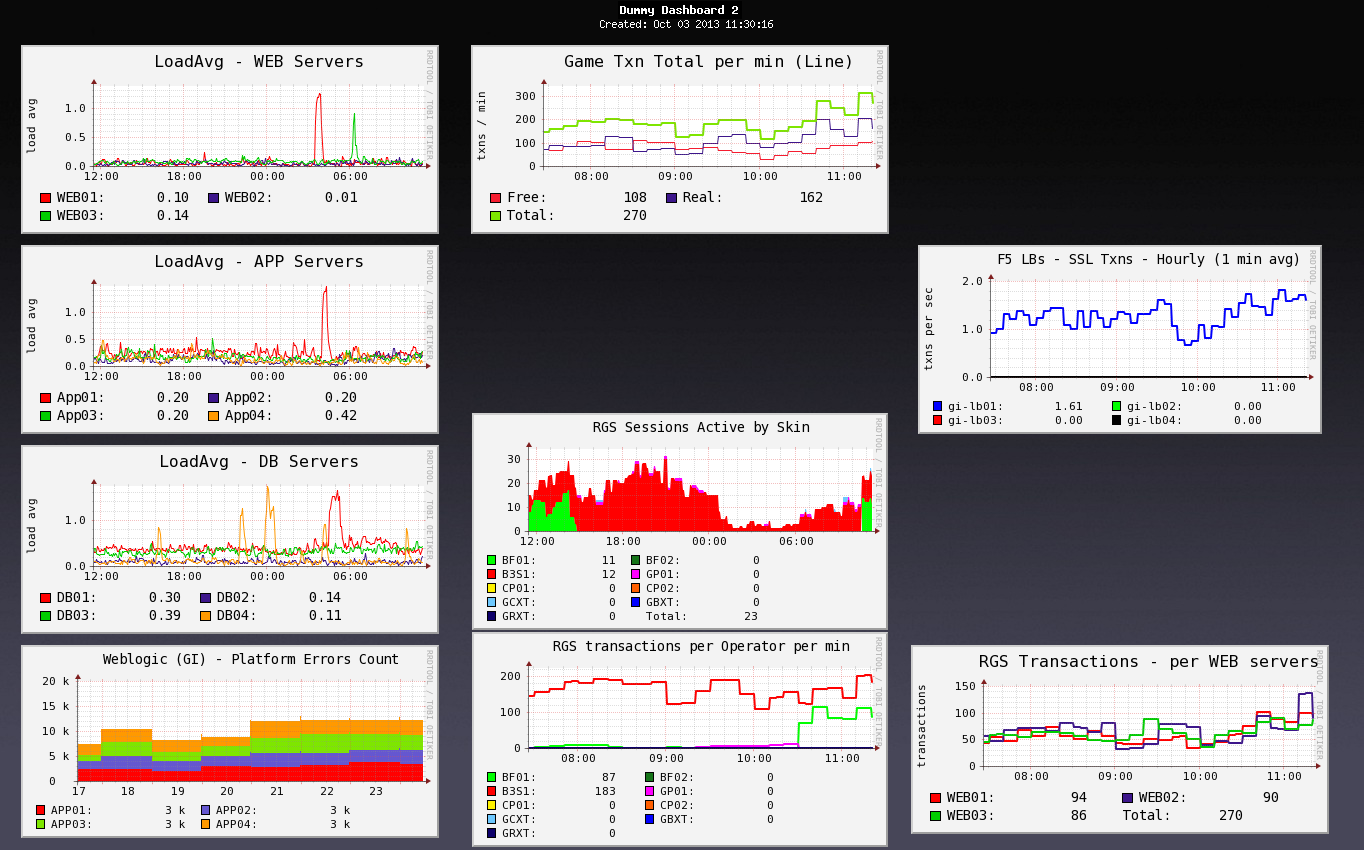 Dummy Dashboard 2
Created: Oct 03 2013 11:30:16
LoadAvg - WEB Servers
RRDTOOL / TOBI OETIKER
load avg
1.0
0.5
0.0
12:00 18:00 00:00 06:00
WEB01: 0.10 WEB02: 0.01
WEB03: 0.14
Game Txn Total per min (Line)
RRDTOOL / TOBI OETIKER
txns / min
300
200
100
0
08:00 09:00 10:00 11:00
Free: 108 Real: 162
Total: 270
LoadAvg - APP Servers
RRDTOOL / TOBI OETIKER
load avg
1.0
0.5
0.0
12:00 18:00 00:00 06:00
App01: 0.20 App02: 0.20
App03: 0.20 App04: 0.42
F5 LBs - SSL Txns - Hourly (1 min avg)
RRDTOOL / TOBI OETIKER
txns per sec
2.0
1.0
0.0
08:00 09:00 10:00 11:00
gi-lb01: 1.61 gi-lb02: 0.00
gi-lb03: 0.00 gi-lb04: 0.00
LoadAvg - DB Servers
RRDTOOL / TOBI OETIKER
load avg
1.0
0.0
12:00 18:00 00:00 06:00
DB01: 0.30 DB02: 0.14
DB03: 0.39 DB04: 0.11
RGS Sessions Active by Skin
RRDTOOL / TOBI OETIKER
30
20
10
0
12:00 18:00 00:00 06:00
BF01: 11 BF02: 0
B3S1: 12 GP01: 0
CP01: 0 CP02: 0
GCXT: 0 GBXT: 0
GRXT: 0 Total: 23
Weblogic (GI) - Platform Errors Count
RRDTOOL / TOBI OETIKER
20 k
15 k
10 k
5 k
0
17 18 19 20 21 22 23
APP01: 3 k APP02: 3 k
APP03: 3 k APP04: 3 k
RGS transactions per Operator per min
RRDTOOL / TOBI OETIKER
200
100
0
08:00 09:00 10:00 11:00
BF01: 87 BF02: 0
B3S1: 183 GP01: 0
CP01: 0 CP02: 0
GCXT: 0 GBXT: 0
GRXT: 0
RGS Transactions - per WEB servers
RRDTOOL / TOBI OETIKER
transactions
150
100
50
0
08:00 09:00 10:00 11:00
WEB01: 94 WEB02: 90
WEB03: 86 Total: 270